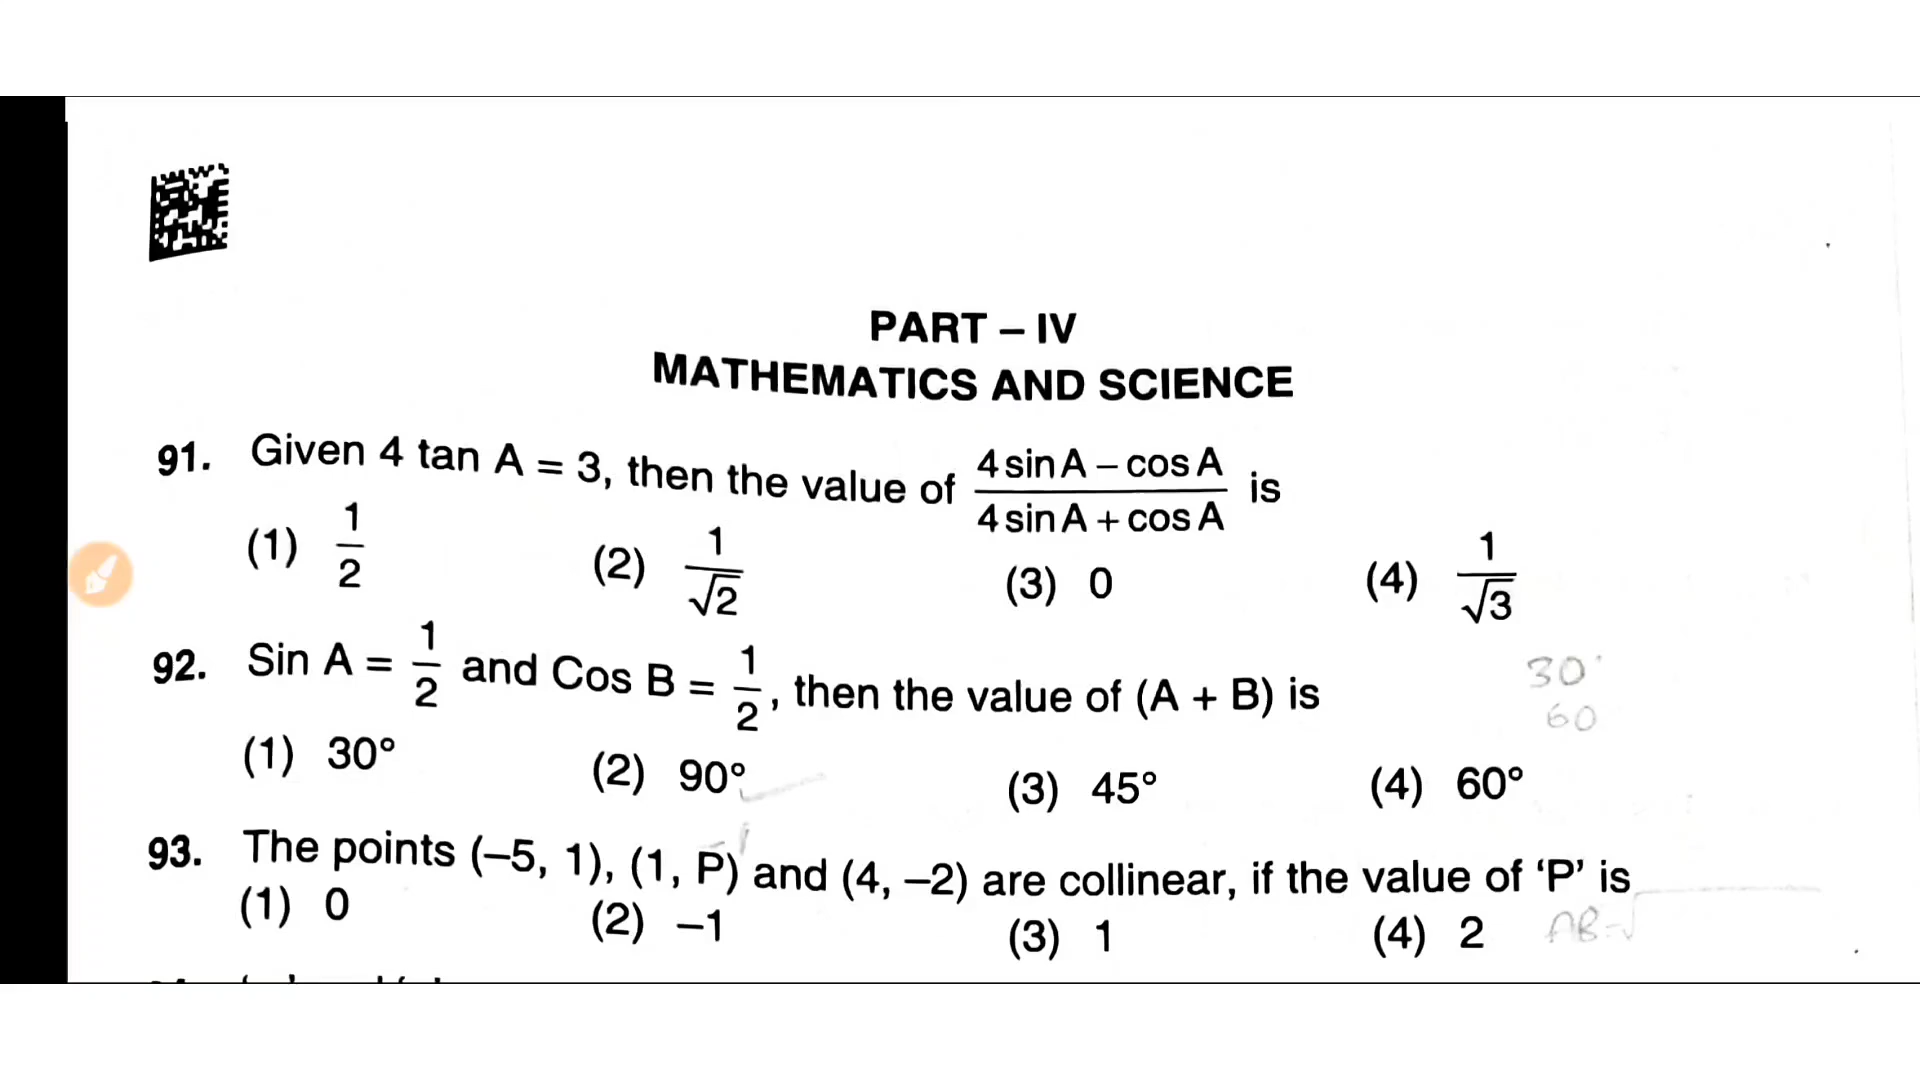 PART – IV
MATHEMATICS AND SCIENCE
91. Given 4 tan A = 3, then the value of (4 sin A – cos A)/(4 sin A + cos A) is
(1) 1/2 (2) 1/√2 (3) 0 (4) 1/√3
92. Sin A = 1/2 and Cos B = 1/2, then the value of (A + B) is
30°
60
(1) 30° (2) 90° (3) 45° (4) 60°
93. The points (–5, 1), (1, P) and (4, –2) are collinear, if the value of ‘P’ is
(1) 0 (2) –1 (3) 1 (4) 2
AB=√